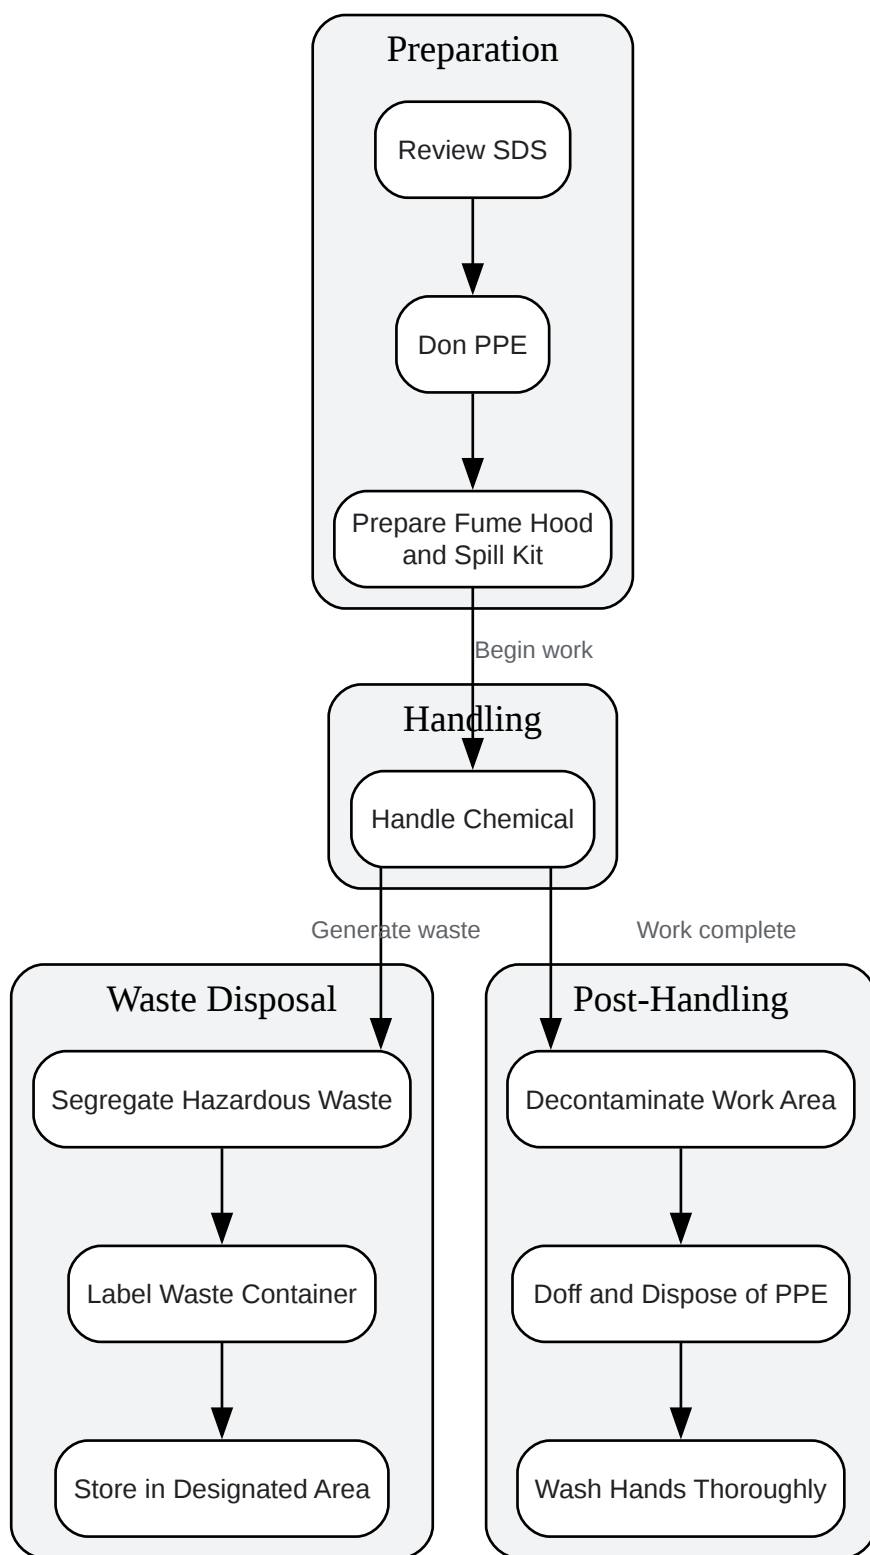 Preparation
Review SDS
Don PPE
Prepare Fume Hood
and Spill Kit
Begin work
Handling
Handle Chemical
Generate waste
Work complete
Waste Disposal
Segregate Hazardous Waste
Label Waste Container
Store in Designated Area
Post-Handling
Decontaminate Work Area
Doff and Dispose of PPE
Wash Hands Thoroughly